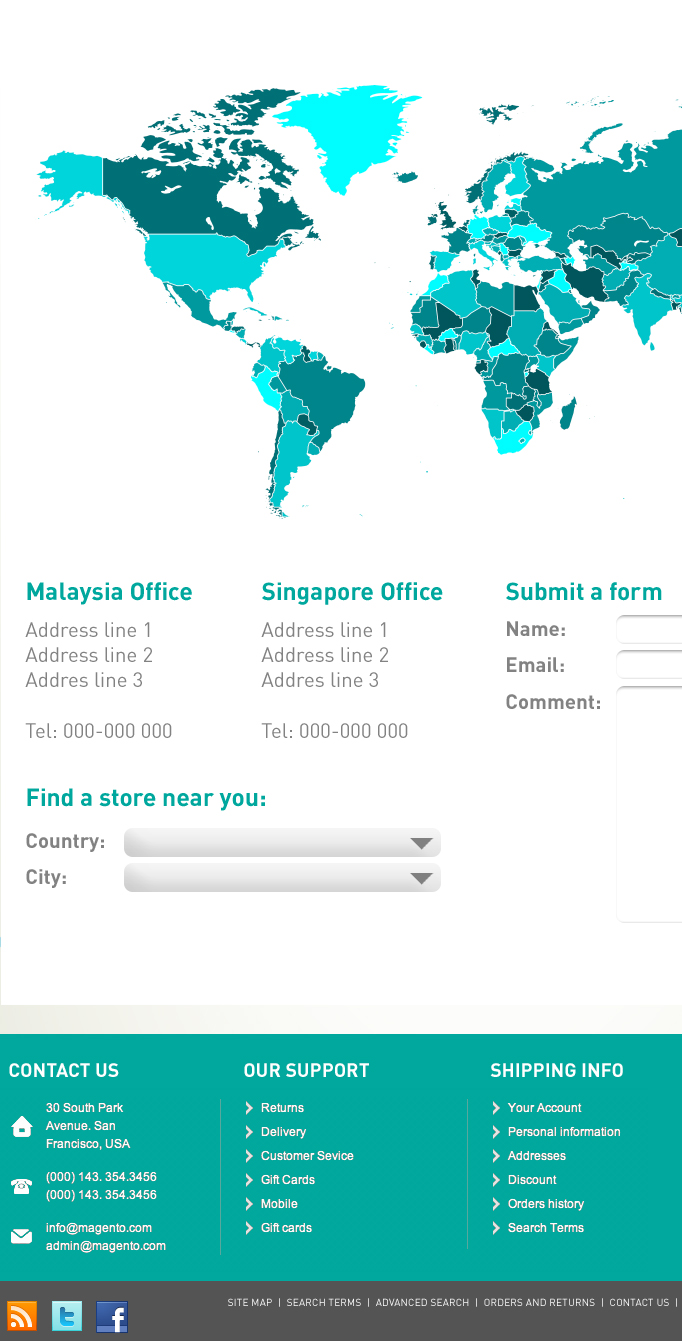 Malaysia Office
Address line 1
Address line 2
Addres line 3
Tel: 000-000 000
Singapore Office
Address line 1
Address line 2
Addres line 3
Tel: 000-000 000
Submit a form
Name:
Email:
Comment:
Find a store near you:
Country:
City:
CONTACT US
30 South Park
Avenue. San
Francisco, USA
(000) 143. 354.3456
(000) 143. 354.3456
info@magento.com
admin@magento.com
OUR SUPPORT
Returns
Delivery
Customer Sevice
Gift Cards
Mobile
Gift cards
SHIPPING INFO
Your Account
Personal information
Addresses
Discount
Orders history
Search Terms
SITE MAP | SEARCH TERMS | ADVANCED SEARCH | ORDERS AND RETURNS | CONTACT US |